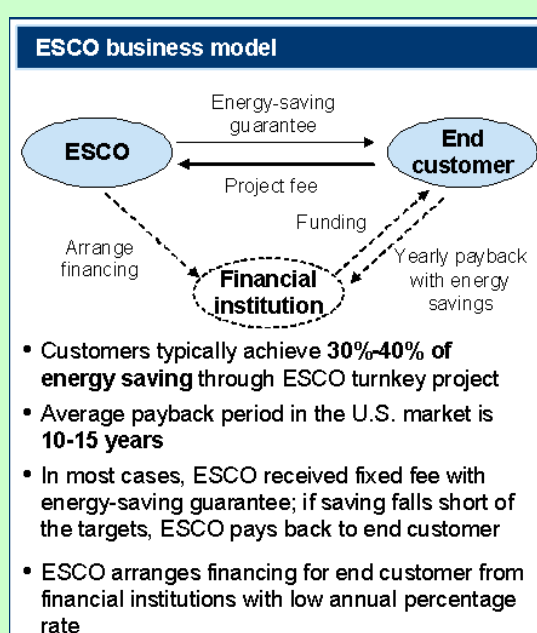 ESCO business model
Energy-saving
guarantee
ESCO
End
customer
Project fee
Funding
Arrange
financing
Yearly payback
with energy
savings
Financial
institution
• Customers typically achieve 30%-40% of
energy saving through ESCO turnkey project
• Average payback period in the U.S. market is
10-15 years
• In most cases, ESCO received fixed fee with
energy-saving guarantee; if saving falls short of
the targets, ESCO pays back to end customer
• ESCO arranges financing for end customer from
financial institutions with low annual percentage
rate